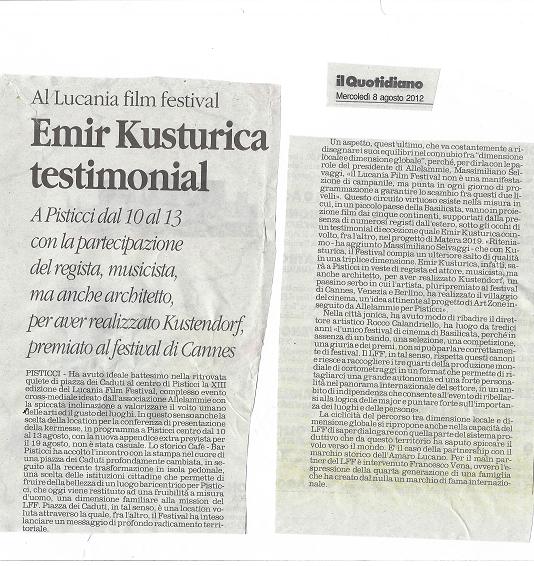 il Quotidiano
Mercoledì 8 agosto 2012
Al Lucania film festival
Emir Kusturica
testimonial
A Pisticci dal 10 al 13
con la partecipazione
del regista, musicista,
ma anche architetto,
per aver realizzato Kustendorf,
premiato al festival di Cannes
PISTICCI - Ha avuto ideale battesimo nella ritrovata
quiete di piazza dei Caduti al centro di Pisticci la XIII
edizione del Lucania Film Festival, complesso evento
cross-mediale ideato dall'associazione Allelammie con
la spiccata inclinazione a valorizzare il volto umano
delle arti ed il gusto dei luoghi. In questo senso anche la
scelta della location per la conferenza di presentazione
della kermesse, in programma a Pisticci centro dal 10
al 13 agosto, con la nuova appendice extra prevista per
il 19 agosto, non è stata casuale. Lo storico Cafè - Bar
Pisticci ha accolto l'incontro con la stampa nel cuore di
una piazza dei Caduti profondamente cambiata, in se-
guito alla recente trasformazione in isola pedonale,
una scelta delle istituzioni cittadine che permette di
fruire della bellezza di un luogo baricentrico per Pistic-
ci, che oggi viene restituito ad una fruibilità a misura
d'uomo, una dimensione familiare alla mission del
LFF. Piazza dei Caduti, in tal senso, è una location vo-
luta attraverso la quale, fra l'altro, il Festival ha inteso
lanciare un messaggio di profondo radicamento terri-
toriale.
Un aspetto, quest'ultimo, che va costantemente a ri-
disegnare i suoi equilibri nel connubio fra "dimensione
locale e dimensione globale", perché, per dirla con le pa-
role del presidente di Allelammie, Massimiliano Sel-
vaggi, «Il Lucania Film Festival non è una manifesta-
zione di campanile, ma punta in ogni giorno di pro-
grammazione a garantire lo scambio fra questi due li-
velli». Questo circuito virtuoso esiste nella misura in
cui, in un piccolo paese della Basilicata, vanno in proie-
zione film dai cinque continenti, supportati dalla pre-
senza di numerosi registi dall'estero, sotto gli occhi di
un testimonial di eccezione quale Emir Kusturica coin-
volto, fra l'altro, nel progetto di Matera 2019. «Ritenia-
mo - ha aggiunto Massimiliano Selvaggi - che con Ku-
sturica, il Festival compia un ulteriore salto di qualità
in una triplice dimensione. Emir Kusturica, infatti, sa-
rà a Pisticci in veste di regista ed attore, musicista, ma
anche architetto, per aver realizzato Kustendorf, un
paesino serbo in cui l'artista, pluripremiato ai festival
di Cannes, Venezia e Berlino, ha realizzato il villaggio
del cinema, un'idea attinente al progetto di Art Zone in-
seguito da Allelammie per Pisticci».
Nella città jonica, ha avuto modo di ribadire il diret-
tore artistico Rocco Calandriello, ha luogo da tredici
anni «l'unico festival di cinema di Basilicata, perché in
assenza di un bando, una selezione, una competizione,
una giuria e dei premi, non si può parlare correttamen-
te di festival. Il LFF, in tal senso, rispetta questi canoni
e riesce a raccogliere i tre quarti della produzione mon-
diale di cortometraggi in un format che permette di ri-
tagliarci una grande autonomia ed una forte persona-
lità nel panorama internazionale del settore, in un am-
bito di indipendenza che consente all'evento di ribellar-
si alla logica delle major e puntare forte sull'importan-
za dei luoghi e delle persone».
La ciclicità del percorso tra dimensione locale e di-
mensione globale si ripropone anche nella capacità del
LFF di saper dialogare con quella parte del sistema pro-
duttivo che da questo territorio ha saputo spiccare il
volo verso il mondo. E' il caso della partnership con il
marchio storico dell'Amaro Lucano. Per il main par-
tner del LFF è intervenuto Francesco Vena, ovvero l'e-
spressione della quarta generazione di una famiglia
che ha creato dal nulla un marchio di fama internazio-
nale.